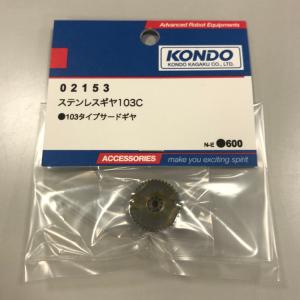 Advanced Robot Equipments
KONDO
KONDO KAGAKU CO., LTD.
02153
ステンレスギヤ103C
●103タイプサードギヤ
N-E ●600
ACCESSORIES
make you exciting spirit